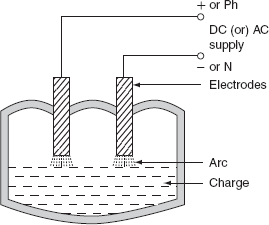 + or Ph
DC (or) AC
supply
– or N
Electrodes
Arc
Charge